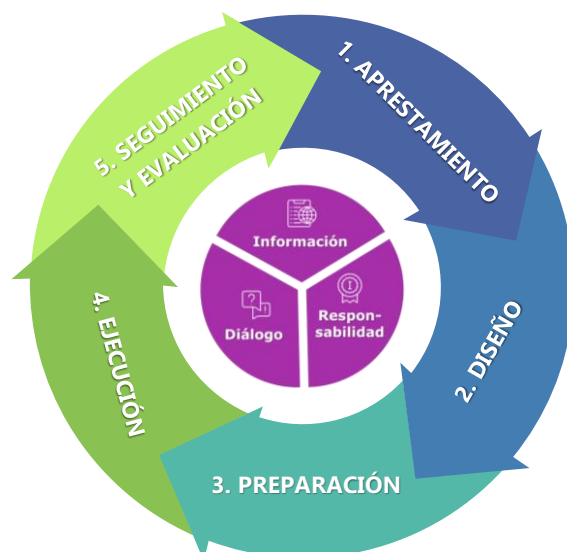 1. APRESTAMIENTO
2. DISEÑO
3. PREPARACIÓN
4. EJECUCIÓN
5. SEGUIMIENTO
Y EVALUACIÓN
Información
Diálogo
?
!
Respon-
sabilidad
I